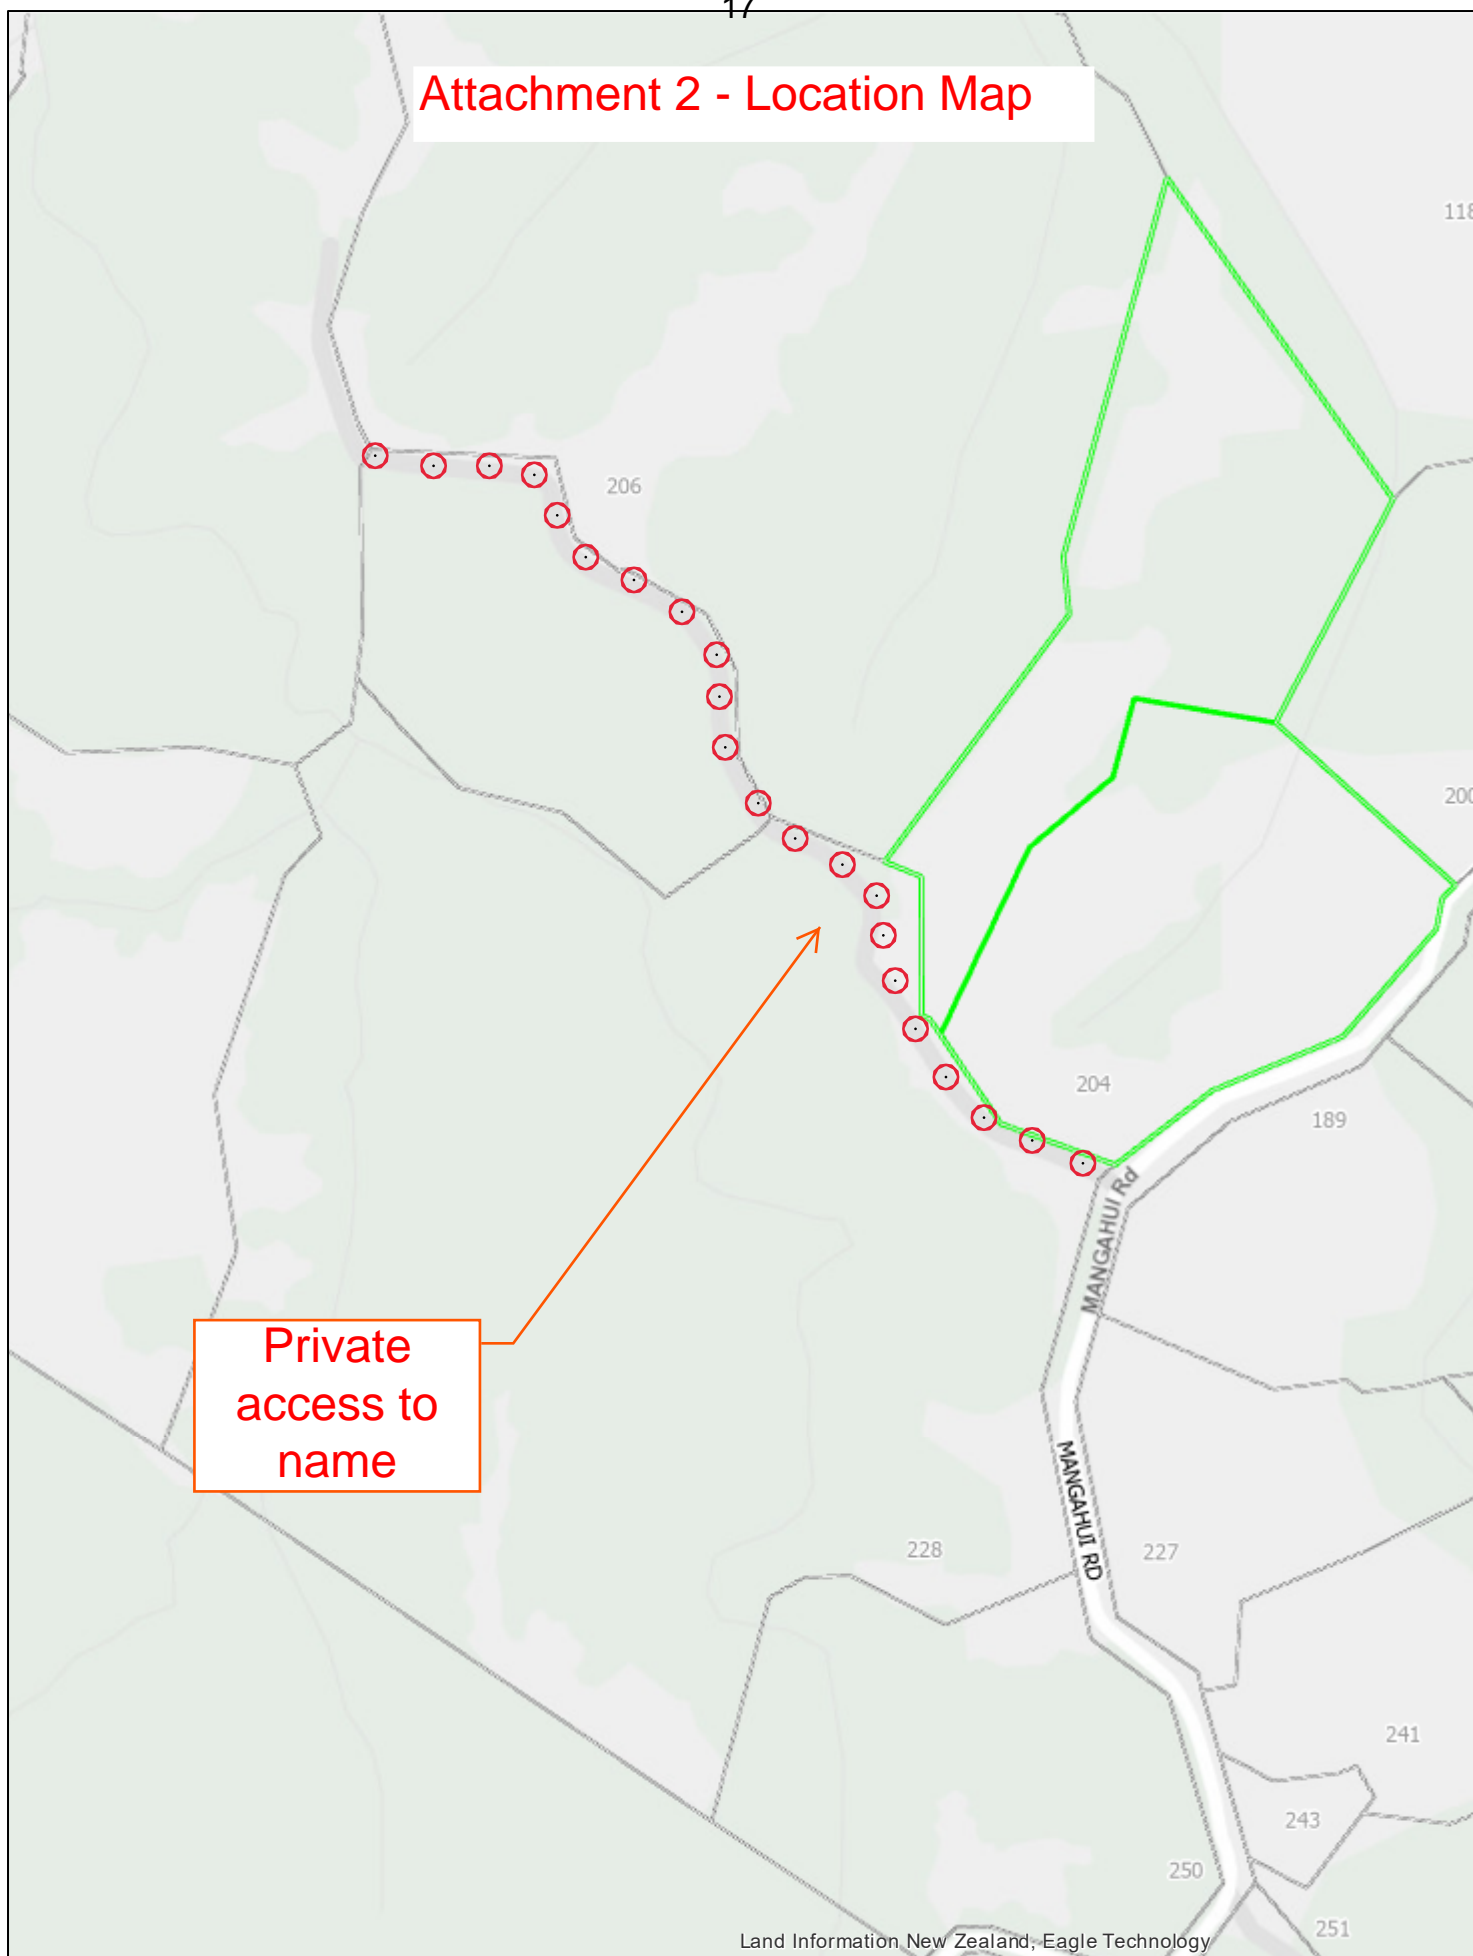 17
Attachment 2 - Location Map
118
206
200
204
189
MANGAHUI Rd
Private
access to
name
MANGAHUI RD
228
227
241
243
250
251
Land Information New Zealand, Eagle Technology